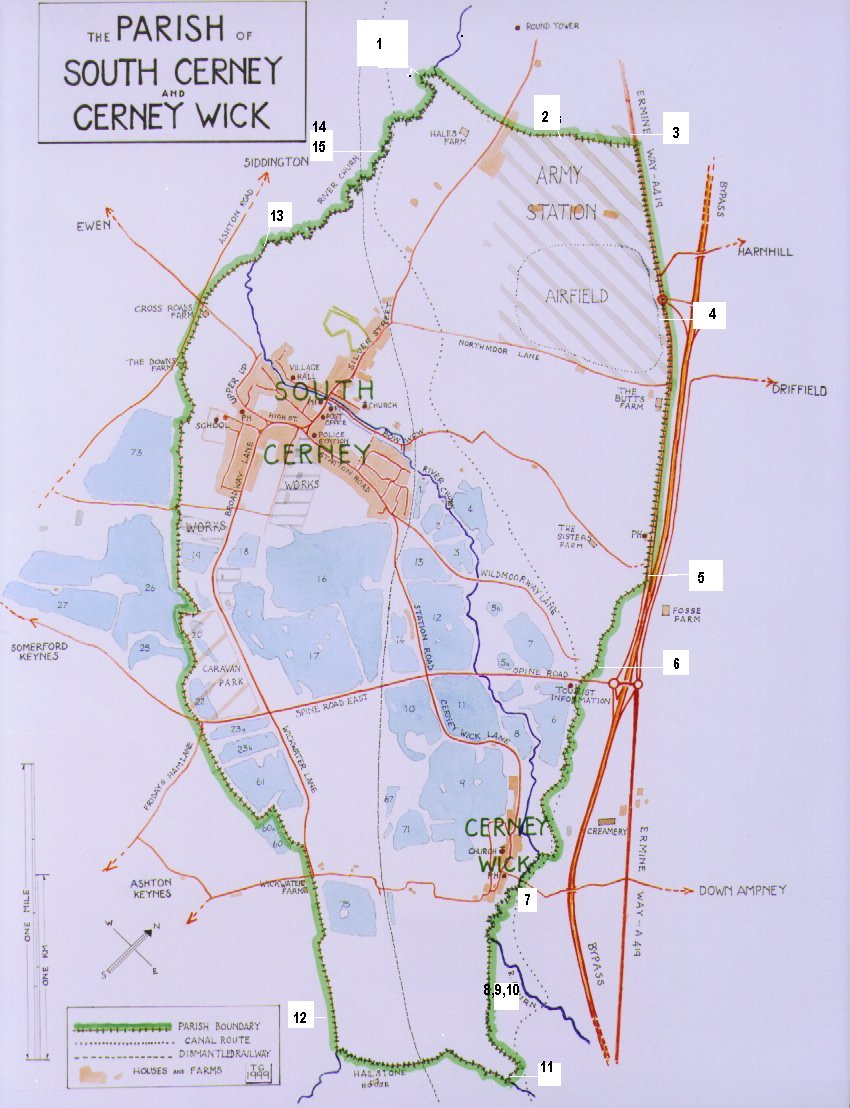 THE PARISH OF
SOUTH CERNEY
AND
CERNEY WICK
1
ROUND TOWER
2
3
HALES
FARM
ERMINE WAY - A419
14
15
SIDDINGTON
RIVER CHURN
ARMY
STATION
BYPASS
EWEN
ASHTON ROAD
13
HARNHILL
AIRFIELD
CROSS ROADS
FARM
4
SILVER STREET
NORTHMOOR LANE
THE DOWNS
FARM
UPPER UP
VILLAGE
HALL
DRIFFIELD
THE
BUTTS
FARM
SOUTH
CHURCH
PH
PH
POST
OFFICE
SCHOOL
HIGH ST.
POLICE
STATION
BOW WOW
CERNEY
STATION ROAD
BROADWAY LANE
73
WORKS
RIVER CHURN
4
2
WORKS
THE
SISTERS
FARM
PH
19
18
16
13
3
5
WILDMOORWAY LANE
26
27
5b
FOSSE
FARM
12
STATION ROAD
7
20
14
25
SOMERFORD
KEYNES
17
5a
6
CARAVAN
PARK
SPINE ROAD
TOURIST
INFORMATION
22
SPINE ROAD EAST
10
11
CERNEY WICK LANE
8
6
23a
23b
WICKWATER LANE
FRIDAYS HAM LANE
61
9
67
71
60a
60
CERNEY
CHURCH
WICK
PH
CREAMERY
ERMINE WAY - A419
ASHTON
KEYNES
WICKWATER
FARM
75
DOWN AMPNEY
7
ONE MILE
ONE KM
W
N
S
E
BYPASS
8,9,10
R. CHURN
12
PARISH BOUNDARY
CANAL ROUTE
DISMANTLED RAILWAY
HOUSES AND FARMS
T.G.
1999
HAILSTONE
HOUSE
11